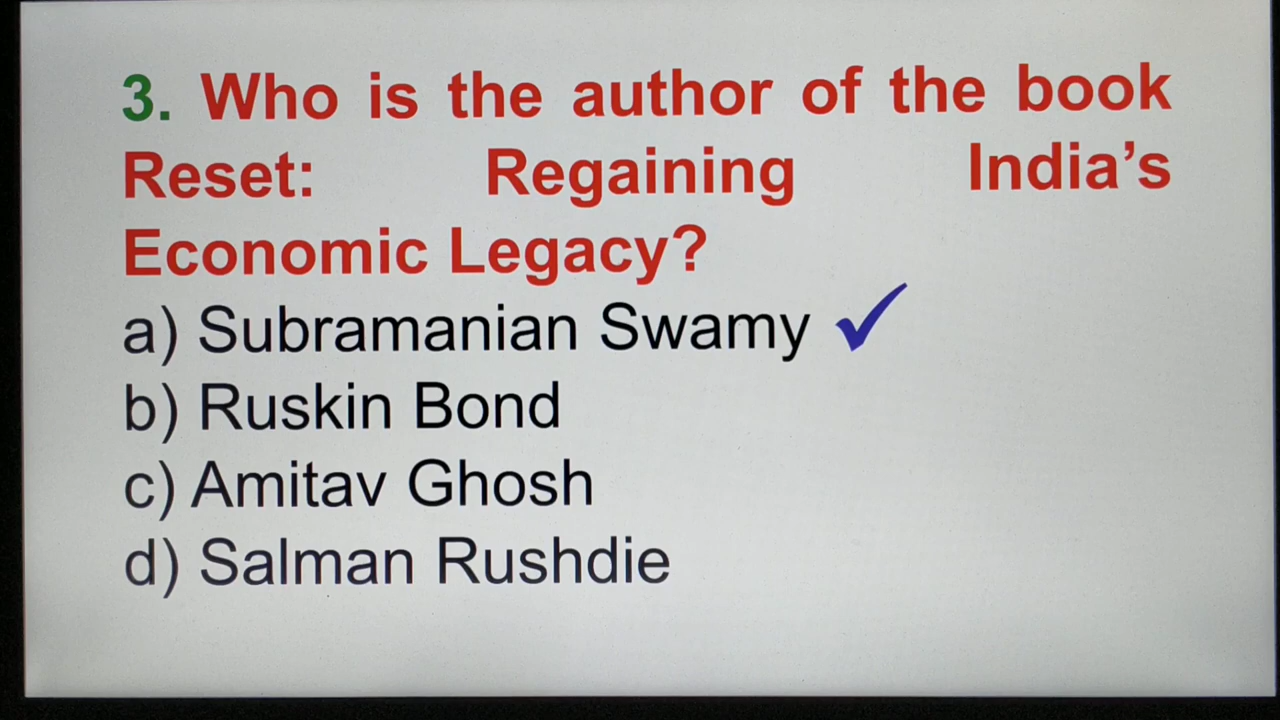 3. Who is the author of the book
Reset: Regaining India’s
Economic Legacy?
a) Subramanian Swamy ✓
b) Ruskin Bond
c) Amitav Ghosh
d) Salman Rushdie